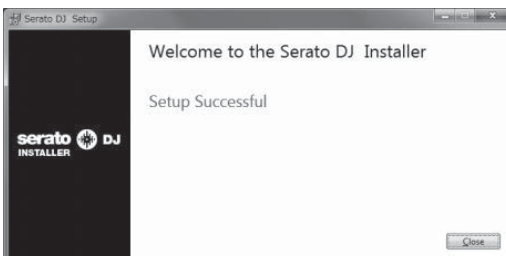 Serato DJ Setup
Welcome to the Serato DJ Installer
Setup Successful
serato DJ
INSTALLER
Close